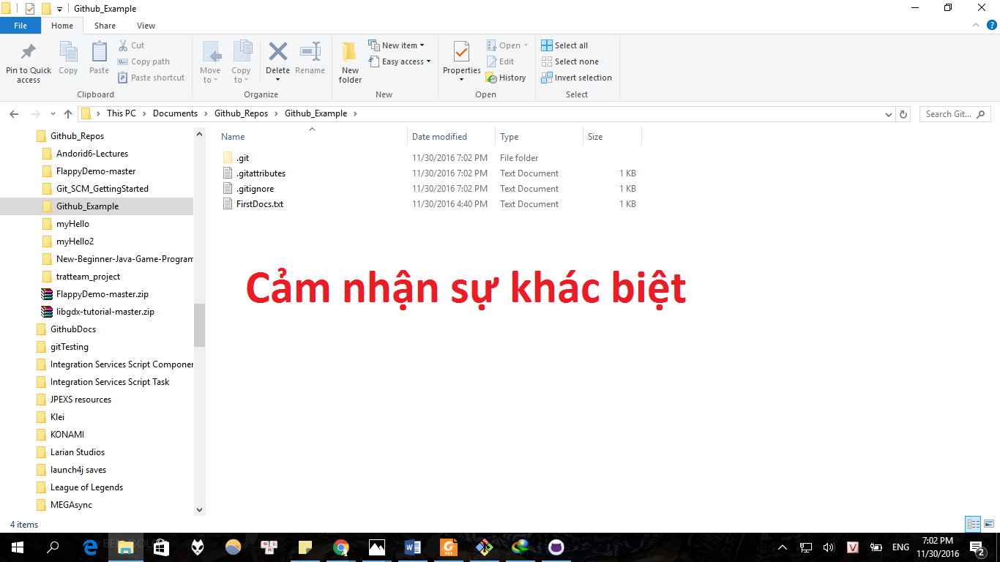 Github_Example
File Home Share View
Pin to Quick access
Copy
Paste
Cut
Copy path
Paste shortcut
Clipboard
Move to
Copy to
Delete
Rename
Organize
New folder
New item
Easy access
New
Properties
Open
Edit
History
Open
Select all
Select none
Invert selection
Select
This PC > Documents > Github_Repos > Github_Example >
Search Git...
Github_Repos
Andorid6-Lectures
FlappyDemo-master
Git_SCM_GettingStarted
Github_Example
myHello
myHello2
New-Beginner-Java-Game-Program
tratteam_project
FlappyDemo-master.zip
libgdx-tutorial-master.zip
GithubDocs
gitTesting
Integration Services Script Componen
Integration Services Script Task
JPEXS resources
Klei
KONAMI
Larian Studios
launch4j saves
League of Legends
MEGAsync
Name Date modified Type Size
.git 11/30/2016 7:02 PM File folder
.gitattributes 11/30/2016 7:02 PM Text Document 1 KB
.gitignore 11/30/2016 7:02 PM Text Document 1 KB
FirstDocs.txt 11/30/2016 4:40 PM Text Document 1 KB
Cảm nhận sự khác biệt
4 items
ENG
7:02 PM
11/30/2016
2